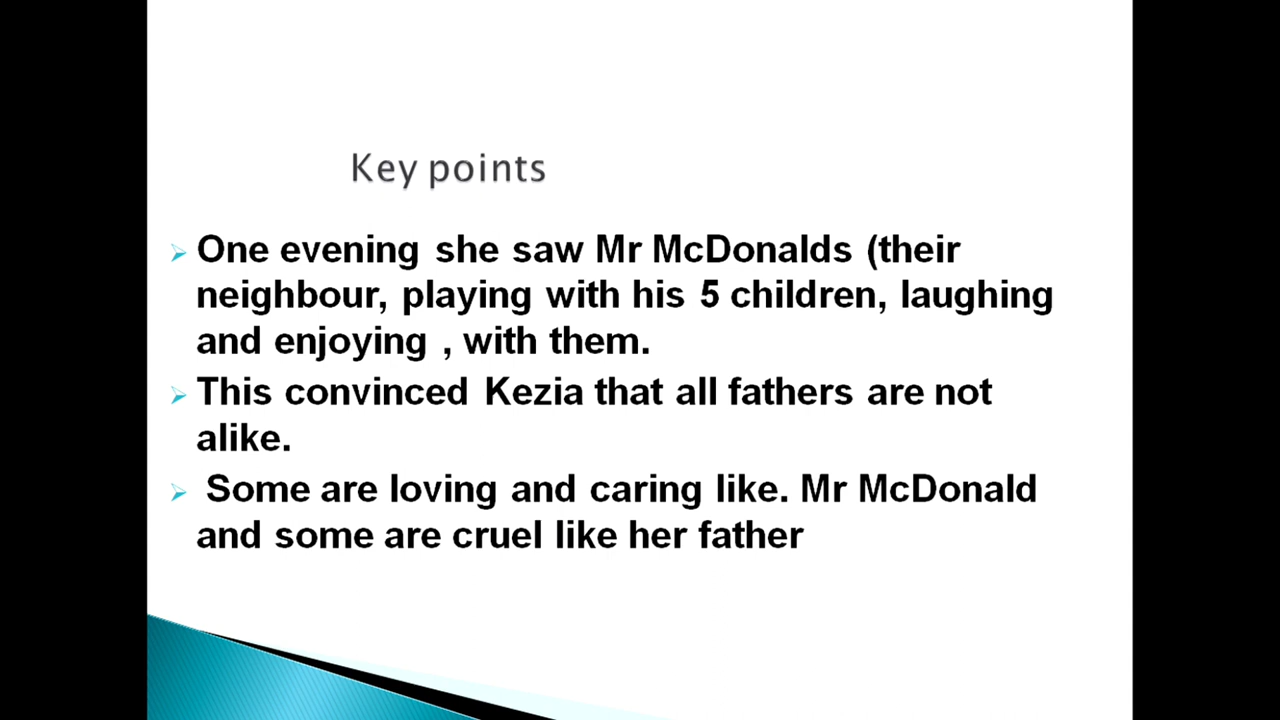 Key points
One evening she saw Mr McDonalds (their
neighbour, playing with his 5 children, laughing
and enjoying , with them.
This convinced Kezia that all fathers are not
alike.
Some are loving and caring like. Mr McDonald
and some are cruel like her father